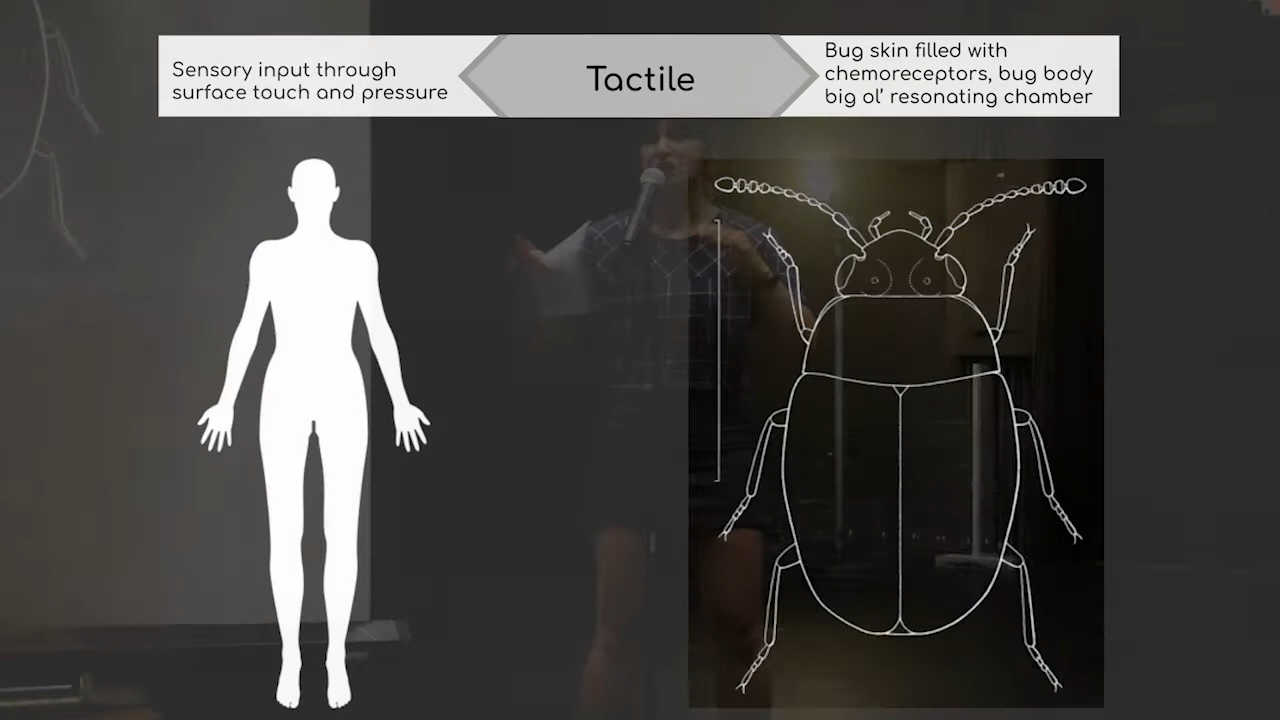 Sensory input through
surface touch and pressure
Tactile
Bug skin filled with
chemoreceptors, bug body
big ol' resonating chamber